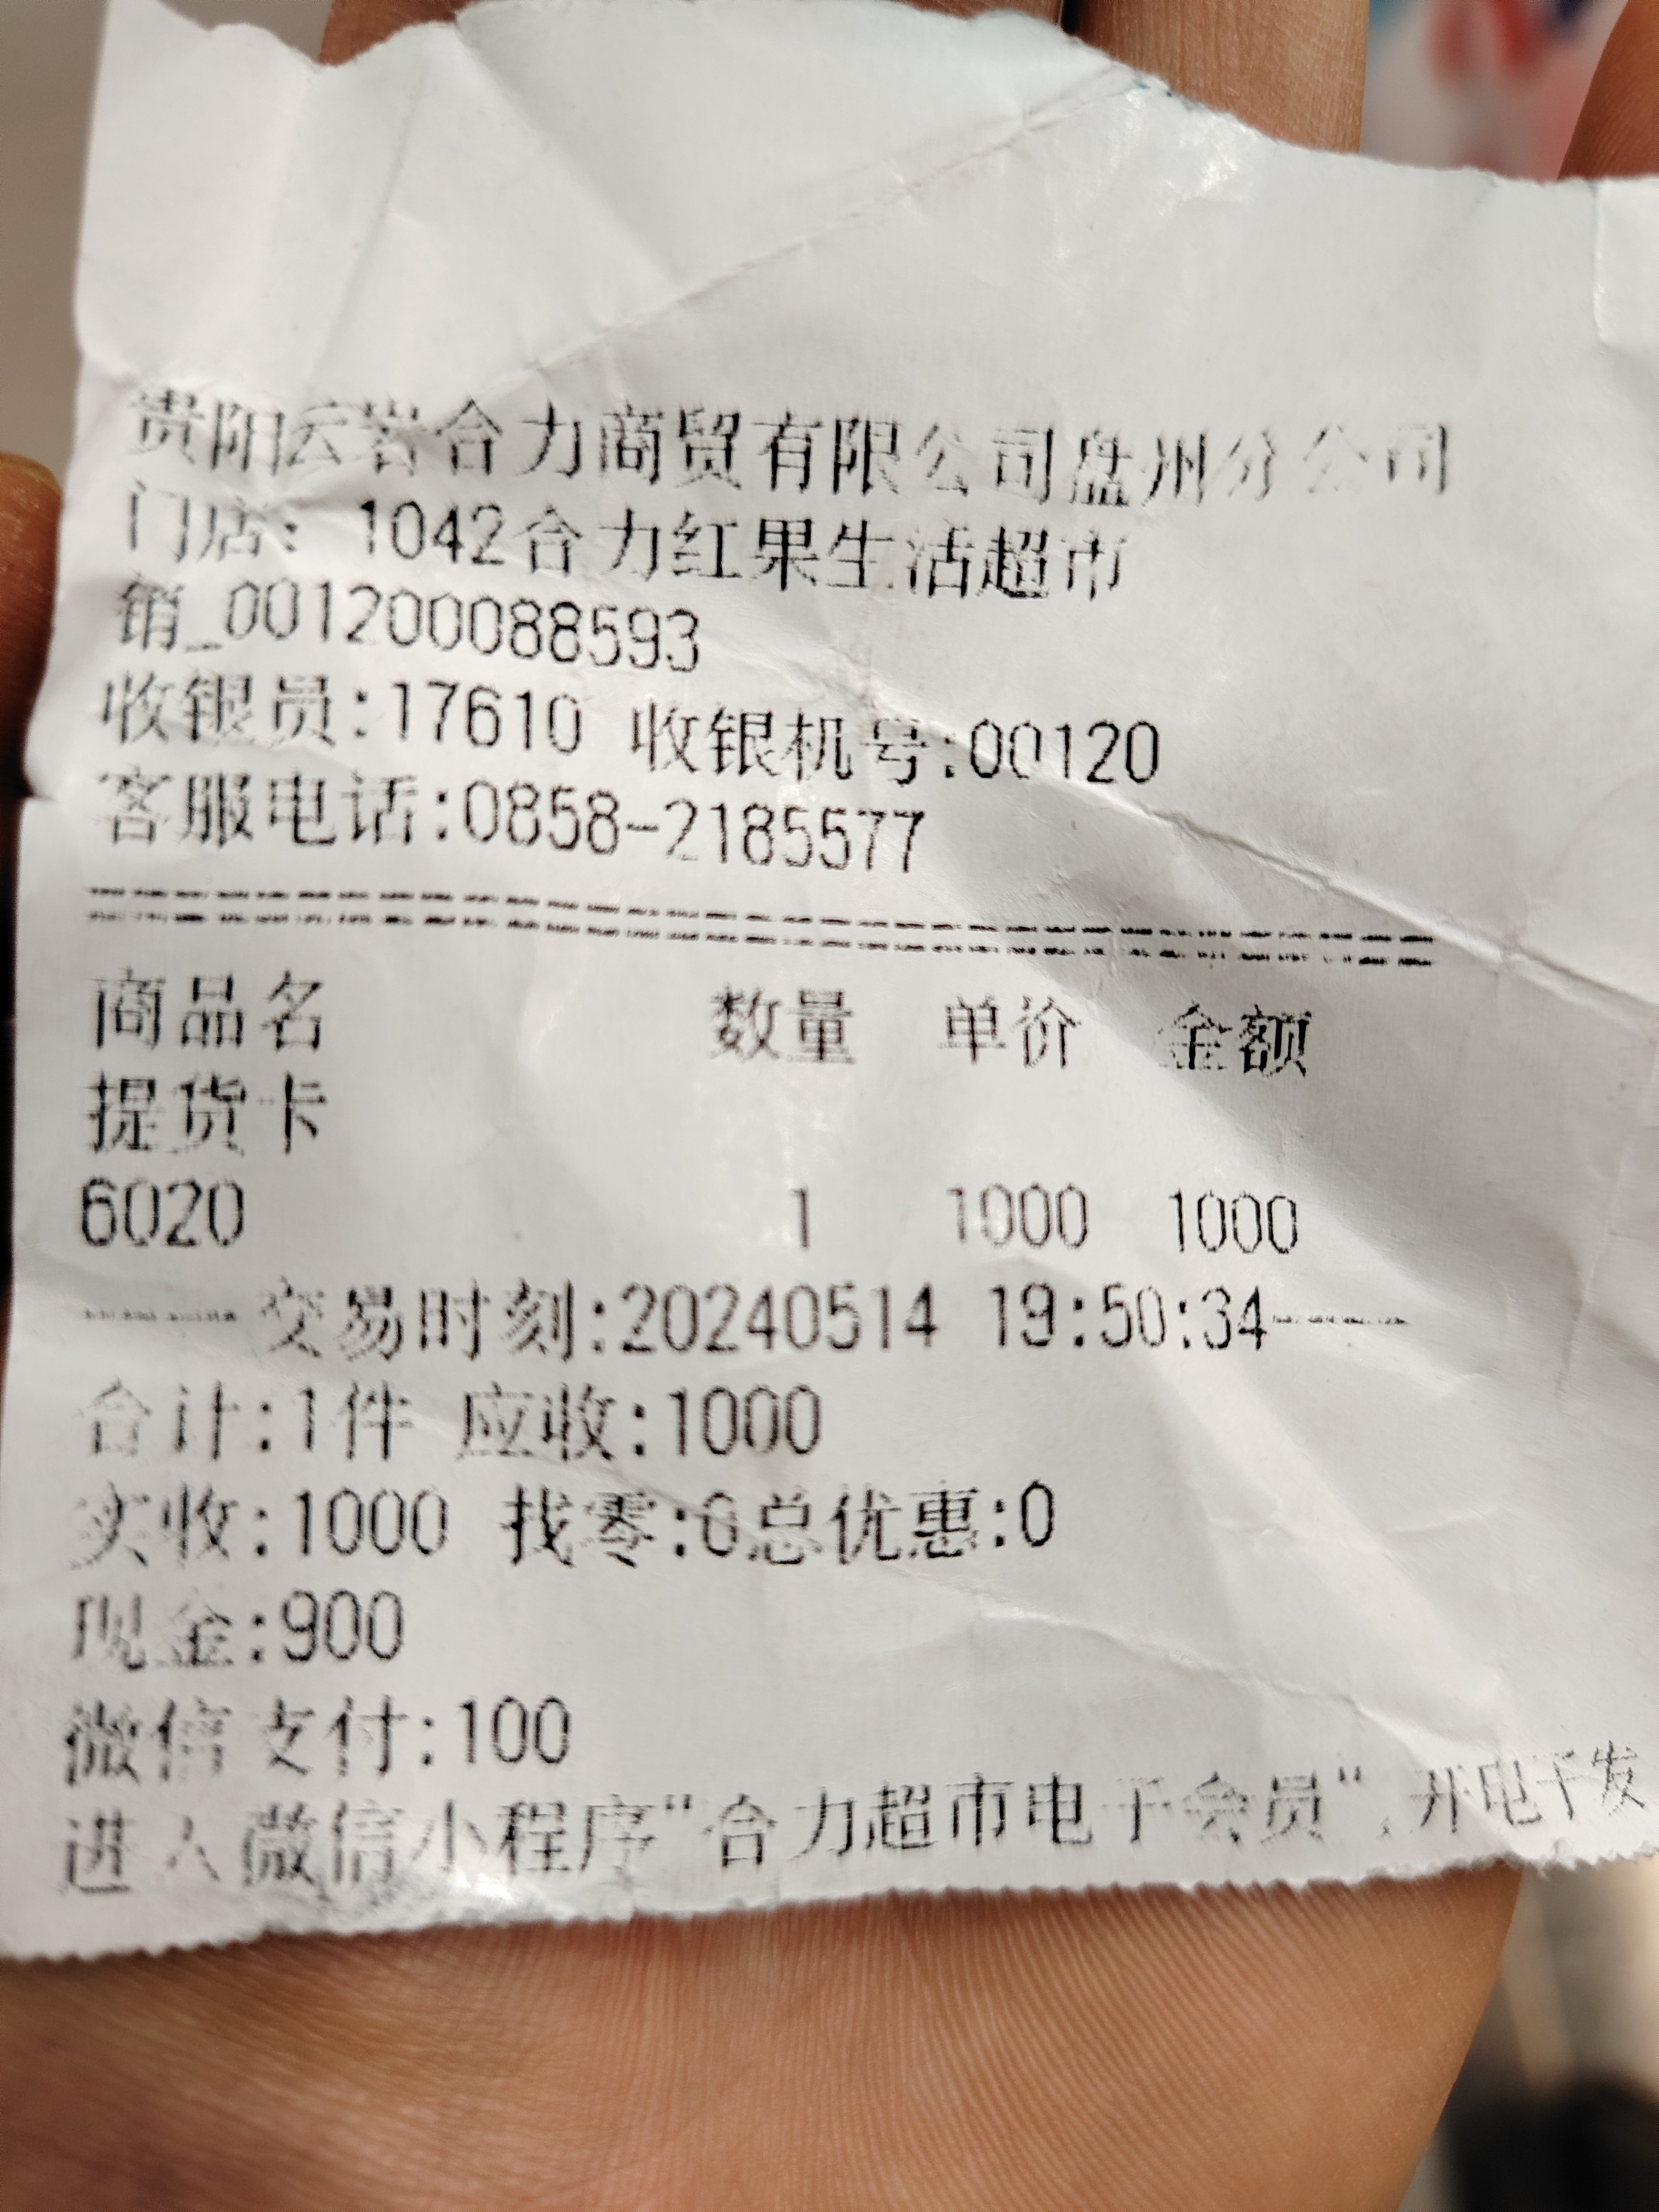 贵阳云岩合力商贸有限公司盘州分公司
门店：1042合力红果生活超市
销_001200088593
收银员:17610 收银机号:00120
客服电话:0858-2185577
商品名 数量 单价 金额
提货卡
6020 1 1000 1000
------交易时刻:20240514 19:50:34------
合计:1件 应收:1000
实收:1000 找零:0总优惠:0
现金:900
微信支付:100
进入微信小程序“合力超市电子会员”，开电子发